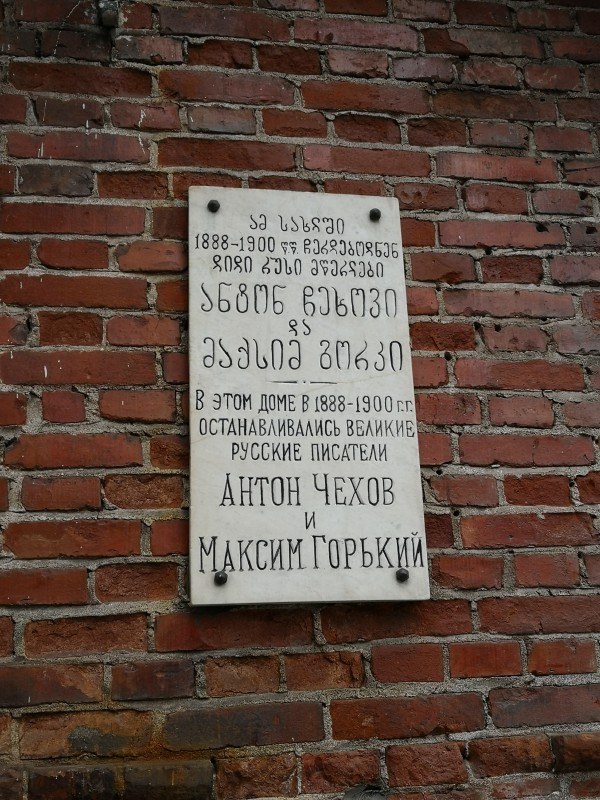 ამ სახლში
1888-1900 წწ ჩერდებოდნენ
დიდი რუსი მწერლები
ანტონ ჩეხოვი
და
მაქსიმ გორკი
В ЭТОМ ДОМЕ В 1888-1900 Г.Г.
ОСТАНАВЛИВАЛИСЬ ВЕЛИКИЕ
РУССКИЕ ПИСАТЕЛИ
АНТОН ЧЕХОВ
И
МАКСИМ ГОРЬКИЙ